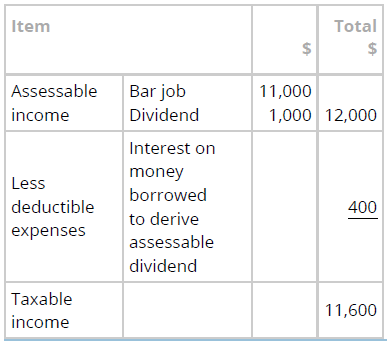 Item Total
$ $
Assessable Bar job 11,000
income Dividend 1,000 12,000
Interest on
money
Less borrowed
deductible to derive 400
expenses assessable
dividend
Taxable
income 11,600